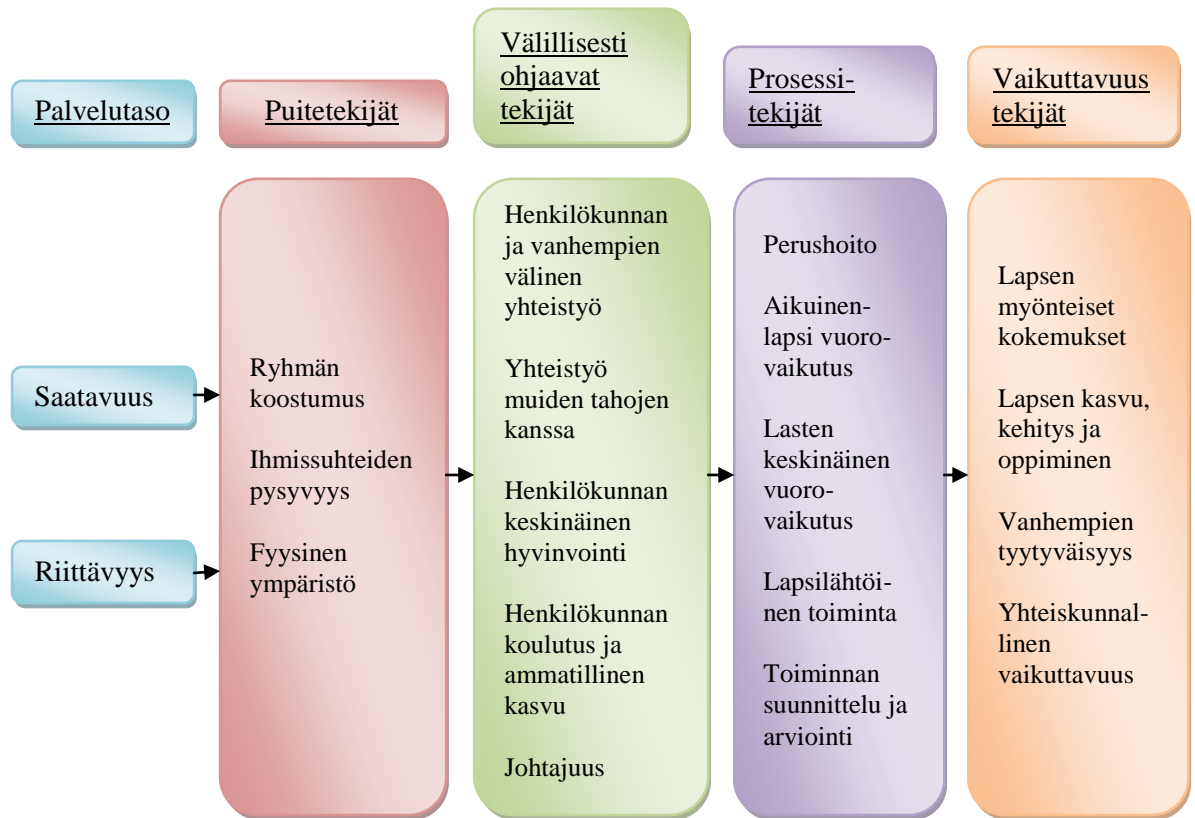 Palvelutaso
Puitetekijät
Välillisesti
ohjaavat
tekijät
Prosessi-
tekijät
Vaikuttavuus
tekijät
Saatavuus
Riittävyys
Ryhmän
koostumus
Ihmissuhteiden
pysyvyys
Fyysinen
ympäristö
Henkilökunnan
ja vanhempien
välinen
yhteistyö
Yhteistyö
muiden tahojen
kanssa
Henkilökunnan
keskinäinen
hyvinvointi
Henkilökunnan
koulutus ja
ammatillinen
kasvu
Johtajuus
Perushoito
Aikuinen-
lapsi vuoro-
vaikutus
Lasten
keskinäinen
vuoro-
vaikutus
Lapsilähtöi-
nen toiminta
Toiminnan
suunnittelu ja
arviointi
Lapsen
myönteiset
kokemukset
Lapsen kasvu,
kehitys ja
oppiminen
Vanhempien
tyytyväisyys
Yhteiskunnal-
linen
vaikuttavuus